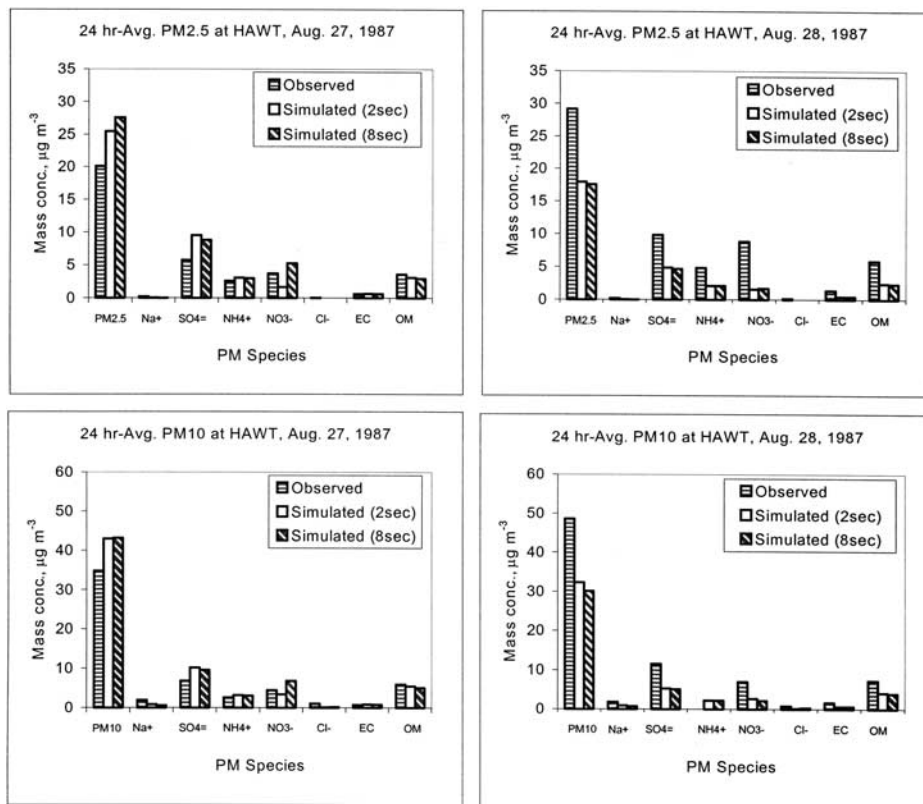 24 hr-Avg. PM2.5 at HAWT, Aug. 27, 1987
35
30
25
20
15
10
5
0
Mass conc., µg m-3
Observed
Simulated (2sec)
Simulated (8sec)
PM2.5 Na+ SO4= NH4+ NO3- Cl- EC OM
PM Species
24 hr-Avg. PM2.5 at HAWT, Aug. 28, 1987
35
30
25
20
15
10
5
0
Mass conc., µg m-3
Observed
Simulated (2sec)
Simulated (8sec)
PM2.5 Na+ SO4= NH4+ NO3- Cl- EC OM
PM Species
24 hr-Avg. PM10 at HAWT, Aug. 27, 1987
60
50
40
30
20
10
0
Mass conc., µg m-3
Observed
Simulated (2sec)
Simulated (8sec)
PM10 Na+ SO4= NH4+ NO3- Cl- EC OM
PM Species
24 hr-Avg. PM10 at HAWT, Aug. 28, 1987
60
50
40
30
20
10
0
Mass conc., µg m-3
Observed
Simulated (2sec)
Simulated (8sec)
PM10 Na+ SO4= NH4+ NO3- Cl- EC OM
PM Species